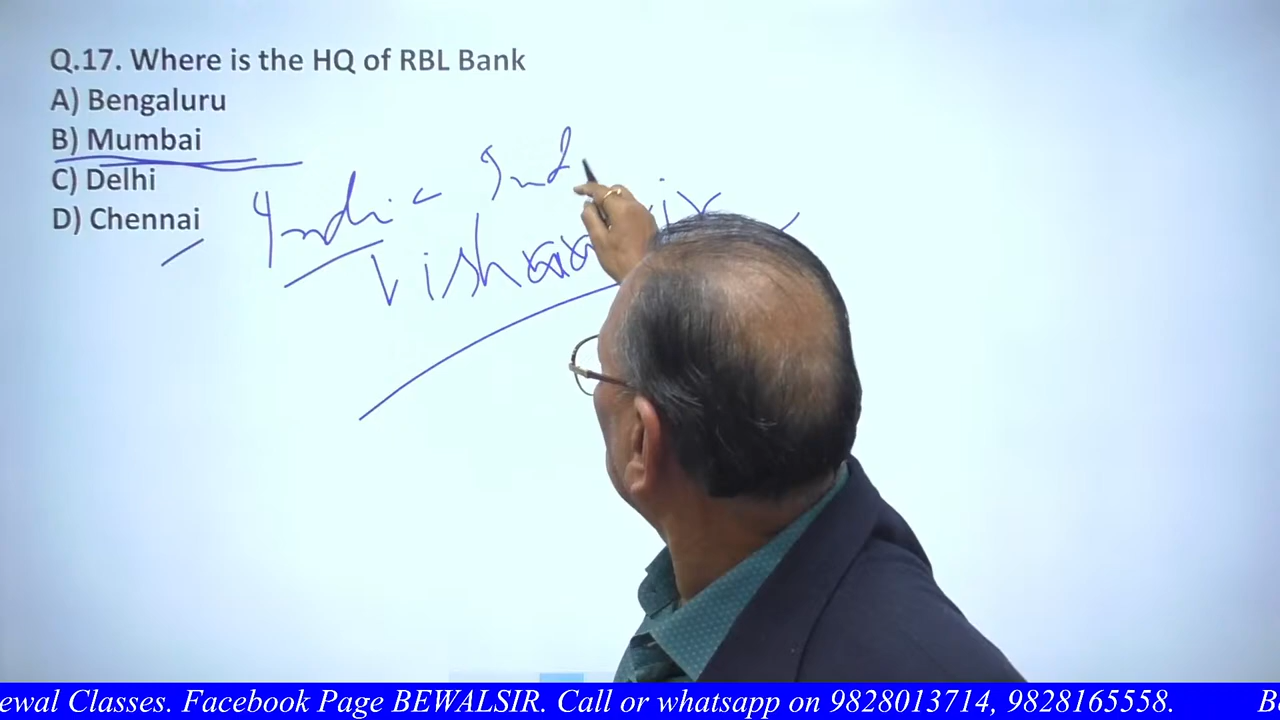 Q.17. Where is the HQ of RBL Bank
A) Bengaluru
B) Mumbai
C) Delhi
D) Chennai
ewal Classes. Facebook Page BEWALSIR. Call or whatsapp on 9828013714, 9828165558. B